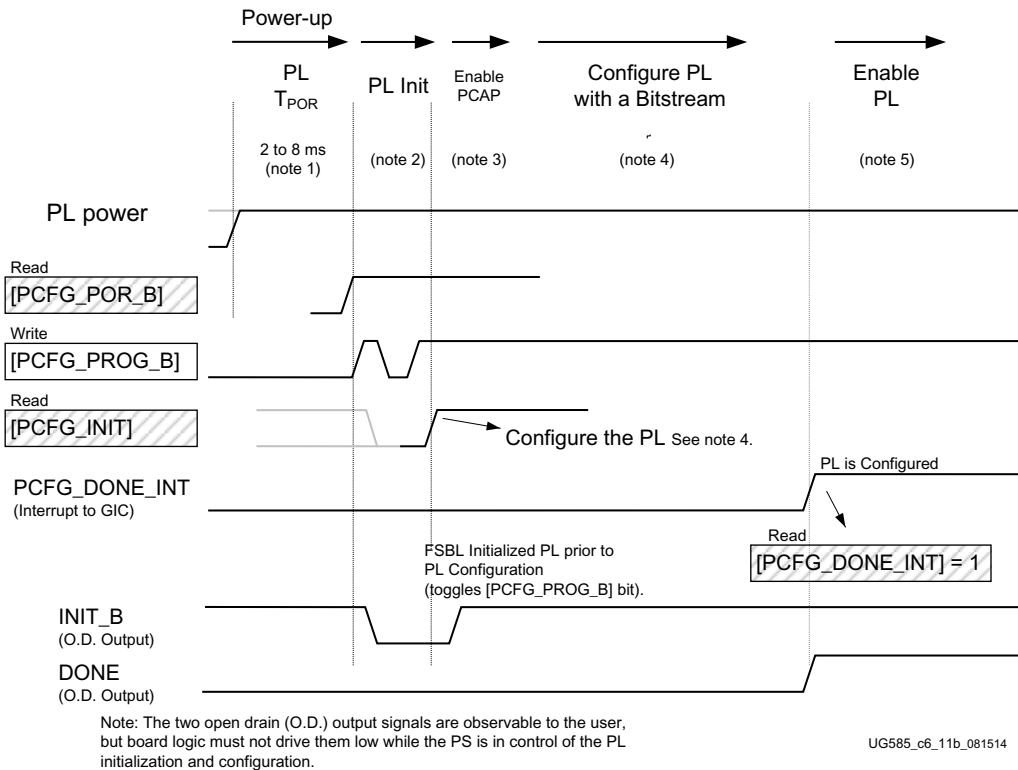 Power-up
PL
T_POR
PL Init
Enable
PCAP
Configure PL
with a Bitstream
Enable
PL
2 to 8 ms
(note 1)
(note 2)
(note 3)
(note 4)
(note 5)
PL power
Read
[PCFG_POR_B]
Write
[PCFG_PROG_B]
Read
[PCFG_INIT]
Configure the PL See note 4.
PL is Configured
PCFG_DONE_INT
(Interrupt to GIC)
Read
[PCFG_DONE_INT] = 1
FSBL Initialized PL prior to
PL Configuration
(toggles [PCFG_PROG_B] bit).
INIT_B
(O.D. Output)
DONE
(O.D. Output)
Note: The two open drain (O.D.) output signals are observable to the user,
but board logic must not drive them low while the PS is in control of the PL
initialization and configuration.
UG585_c6_11b_081514